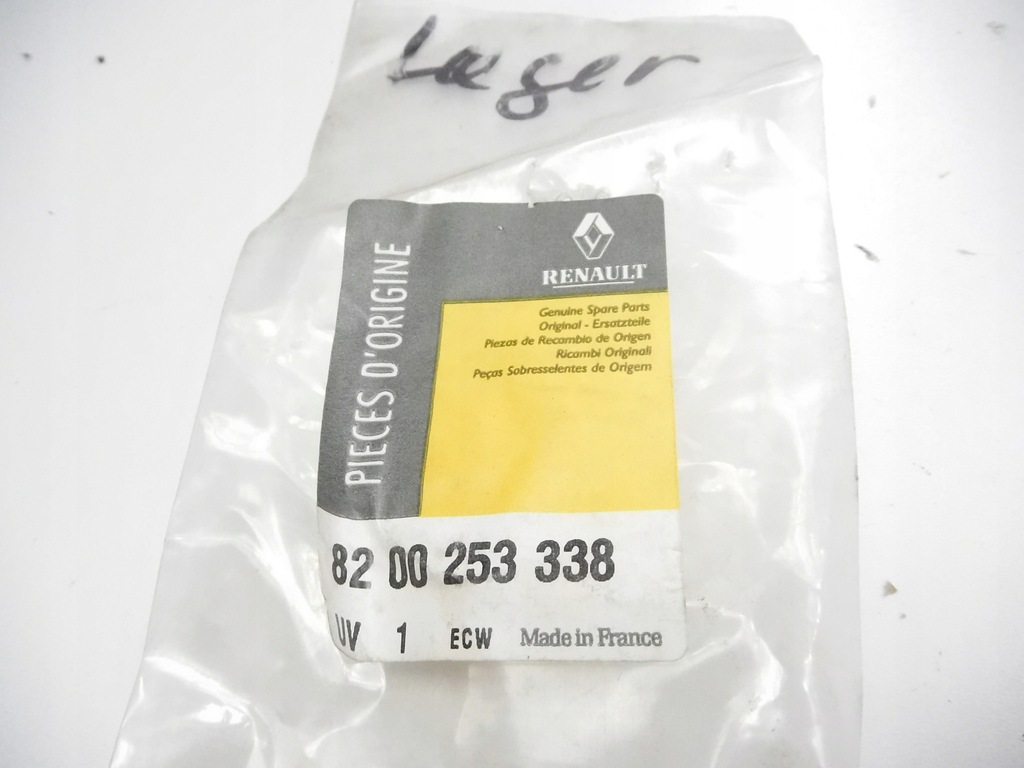 Laeger
PIECES D'ORIGINE
RENAULT
Genuine Spare Parts
Original - Ersatzteile
Piezas de Recambio de Origen
Ricambi Originali
Peças Sobresselentes de Origem
82 00 253 338
UV 1 ECW Made in France